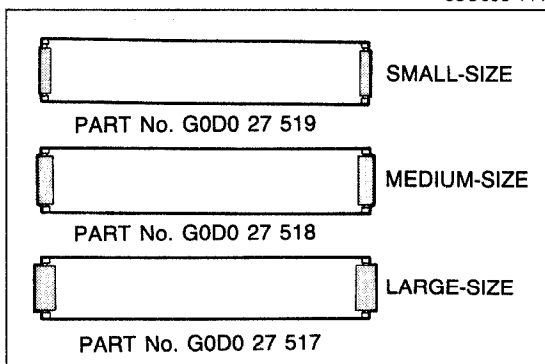 SMALL-SIZE
PART No. G0D0 27 519
MEDIUM-SIZE
PART No. G0D0 27 518
LARGE-SIZE
PART No. G0D0 27 517